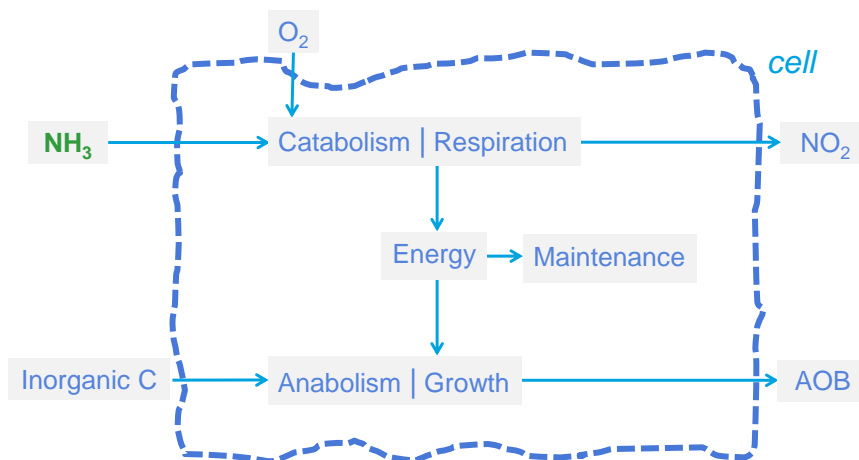 O₂
cell
NH₃
Catabolism | Respiration
NO₂
Energy
Maintenance
Inorganic C
Anabolism | Growth
AOB